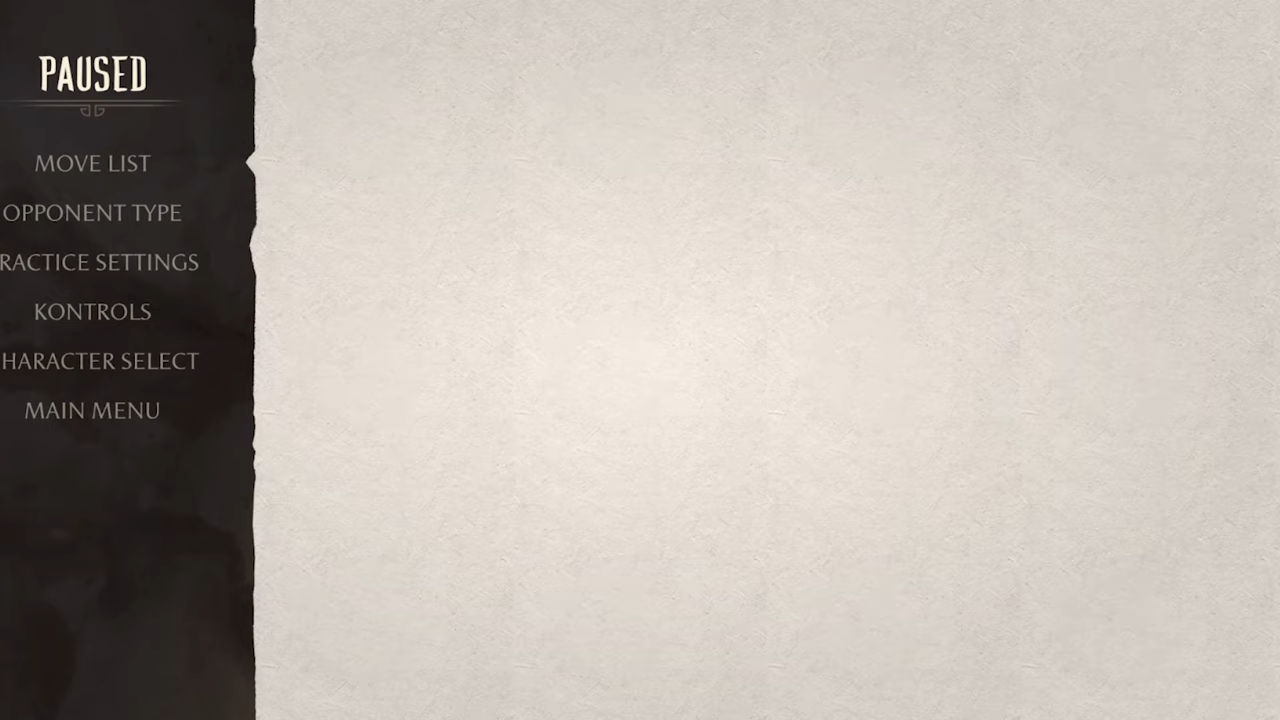 PAUSED
MOVE LIST
OPPONENT TYPE
RACTICE SETTINGS
KONTROLS
HARACTER SELECT
MAIN MENU